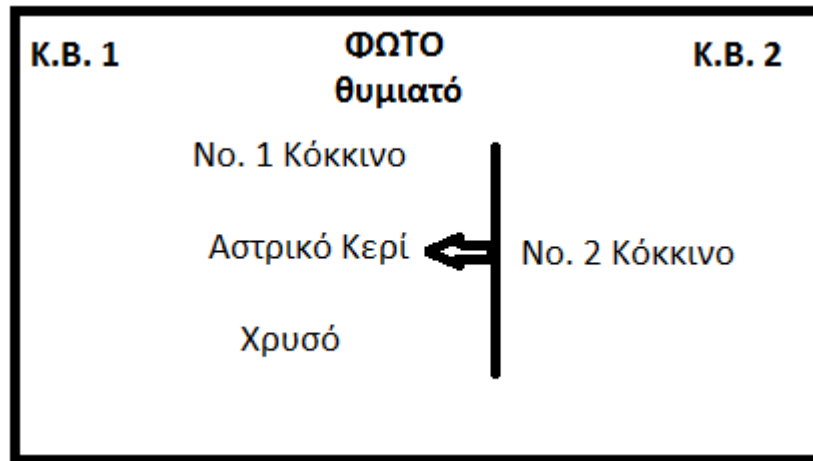 Κ.Β. 1
ΦΩΤΟ
Κ.Β. 2
θυμιατό
Νο. 1 Κόκκινο
Αστρικό Κερί
Νο. 2 Κόκκινο
Χρυσό